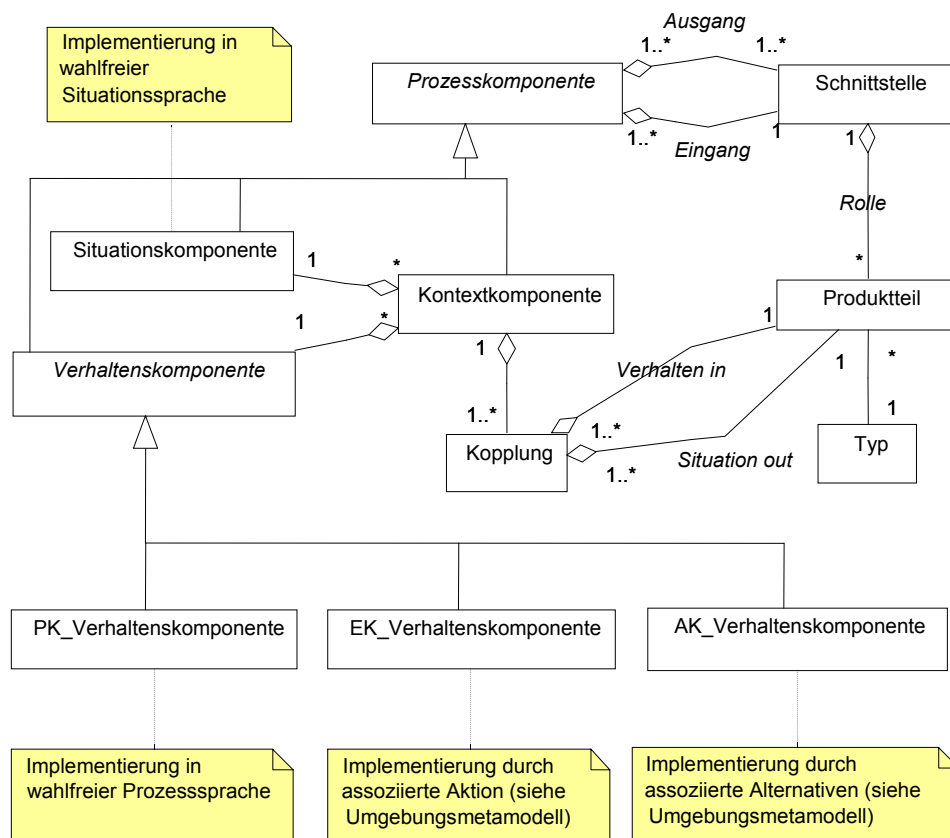 Ausgang
Implementierung in
wahlfreier
Situationssprache
1..*
1..*
Prozesskomponente
Schnittstelle
1..*
Eingang
1
1
Rolle
Situationskomponente
1
*
*
Kontextkomponente
Produktteil
1
*
1
1
Verhaltenskomponente
Verhalten in
1
*
1..*
1..*
1
Kopplung
Situation out
Typ
1..*
PK_Verhaltenskomponente
EK_Verhaltenskomponente
AK_Verhaltenskomponente
Implementierung in
wahlfreier Prozesssprache
Implementierung durch
assoziierte Aktion (siehe
Umgebungsmetamodell)
Implementierung durch
assoziierte Alternativen (siehe
Umgebungsmetamodell)